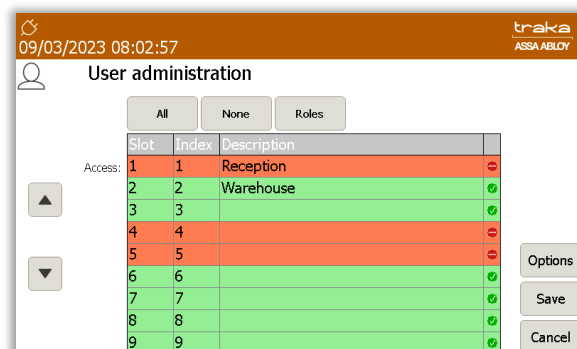 traka
09/03/2023 08:02:57
ASSA ABLOY
User administration
All None Roles
Slot Index Description
Access: 1 1 Reception
2 2 Warehouse
3 3
4 4
5 5
Options
6 6
7 7
Save
8 8
9 9
Cancel